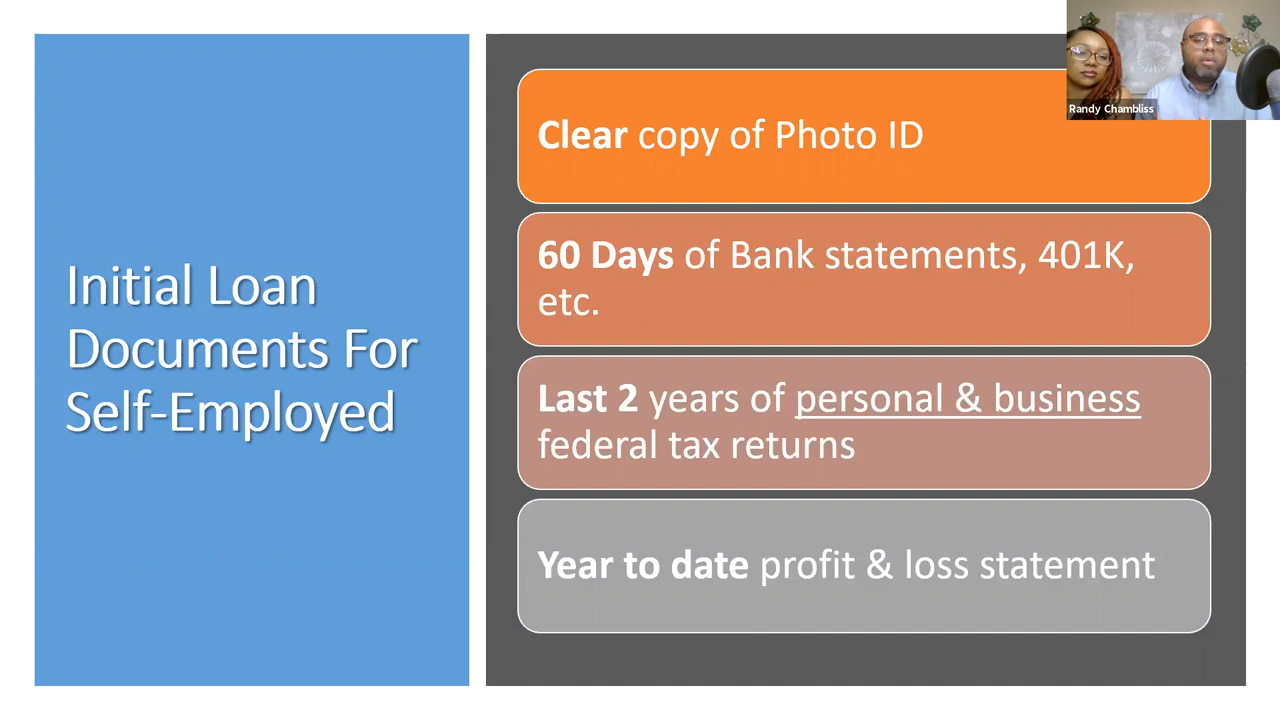 Initial Loan
Documents For
Self-Employed
Clear copy of Photo ID
60 Days of Bank statements, 401K,
etc.
Last 2 years of personal & business
federal tax returns
Year to date profit & loss statement
Randy Chambliss